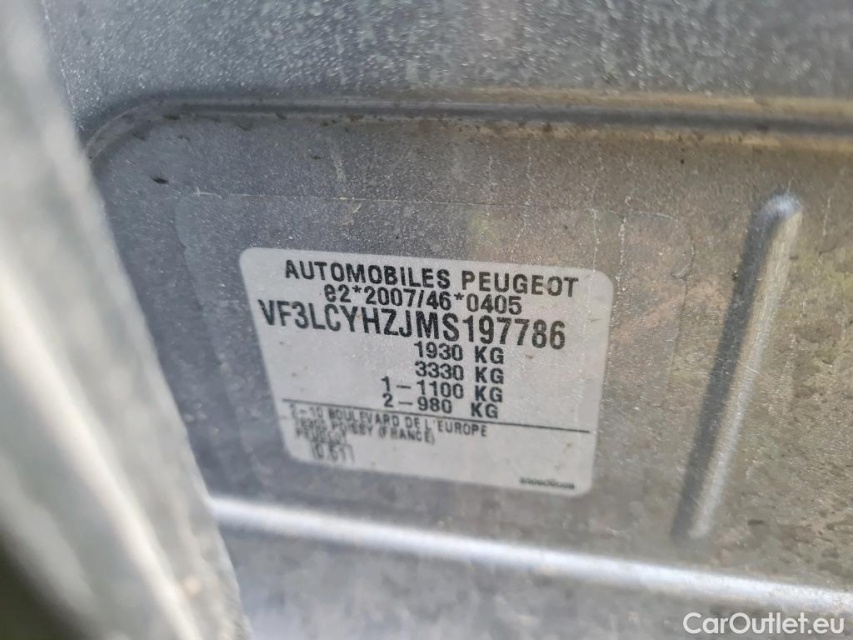 AUTOMOBILES PEUGEOT
e2*2007/46*0405
VF3LCYHZJMS197786
1930 KG
3330 KG
1-1100 KG
2-980 KG
2-10 BOULEVARD DE L'EUROPE
POISSY (FRANCE)
PEUGEOT
CarOutlet.eu